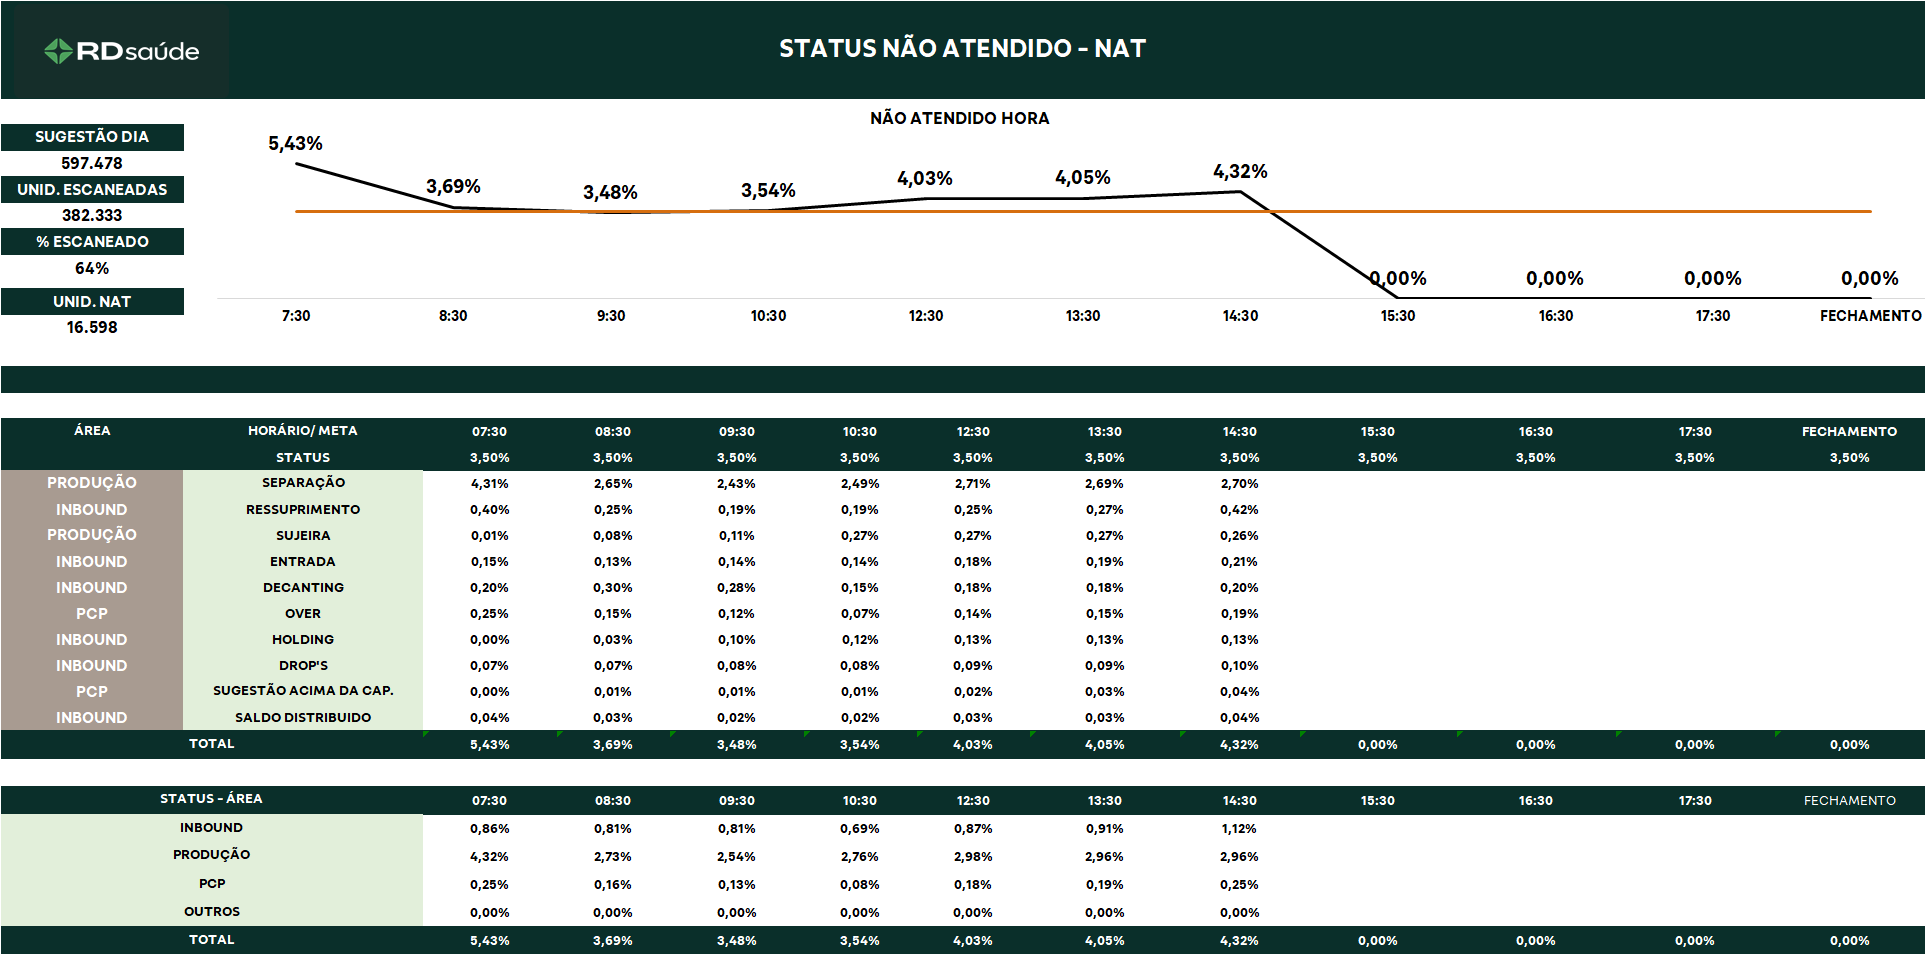 RDsaúde
STATUS NÃO ATENDIDO - NAT
SUGESTÃO DIA
597.478
UNID. ESCANEADAS
382.333
% ESCANEADO
64%
UNID. NAT
16.598
NÃO ATENDIDO HORA
5,43% 3,69% 3,48% 3,54% 4,03% 4,05% 4,32% 0,00% 0,00% 0,00% 0,00%
7:30 8:30 9:30 10:30 12:30 13:30 14:30 15:30 16:30 17:30 FECHAMENTO
ÁREA HORÁRIO/ META 07:30 08:30 09:30 10:30 12:30 13:30 14:30 15:30 16:30 17:30 FECHAMENTO
STATUS 3,50% 3,50% 3,50% 3,50% 3,50% 3,50% 3,50% 3,50% 3,50% 3,50% 3,50%
PRODUÇÃO SEPARAÇÃO 4,31% 2,65% 2,43% 2,49% 2,71% 2,69% 2,70%
INBOUND RESSUPRIMENTO 0,40% 0,25% 0,19% 0,19% 0,25% 0,27% 0,42%
PRODUÇÃO SUJEIRA 0,01% 0,08% 0,11% 0,27% 0,27% 0,27% 0,26%
INBOUND ENTRADA 0,15% 0,13% 0,14% 0,14% 0,18% 0,19% 0,21%
INBOUND DECANTING 0,20% 0,30% 0,28% 0,15% 0,18% 0,18% 0,20%
PCP OVER 0,25% 0,15% 0,12% 0,07% 0,14% 0,15% 0,19%
INBOUND HOLDING 0,00% 0,03% 0,10% 0,12% 0,13% 0,13% 0,13%
INBOUND DROP'S 0,07% 0,07% 0,08% 0,08% 0,09% 0,09% 0,10%
PCP SUGESTÃO ACIMA DA CAP. 0,00% 0,01% 0,01% 0,01% 0,02% 0,03% 0,04%
INBOUND SALDO DISTRIBUIDO 0,04% 0,03% 0,02% 0,02% 0,03% 0,03% 0,04%
TOTAL 5,43% 3,69% 3,48% 3,54% 4,03% 4,05% 4,32% 0,00% 0,00% 0,00% 0,00%
STATUS - ÁREA 07:30 08:30 09:30 10:30 12:30 13:30 14:30 15:30 16:30 17:30 FECHAMENTO
INBOUND 0,86% 0,81% 0,81% 0,69% 0,87% 0,91% 1,12%
PRODUÇÃO 4,32% 2,73% 2,54% 2,76% 2,98% 2,96% 2,96%
PCP 0,25% 0,16% 0,13% 0,08% 0,18% 0,19% 0,25%
OUTROS 0,00% 0,00% 0,00% 0,00% 0,00% 0,00% 0,00%
TOTAL 5,43% 3,69% 3,48% 3,54% 4,03% 4,05% 4,32% 0,00% 0,00% 0,00% 0,00%